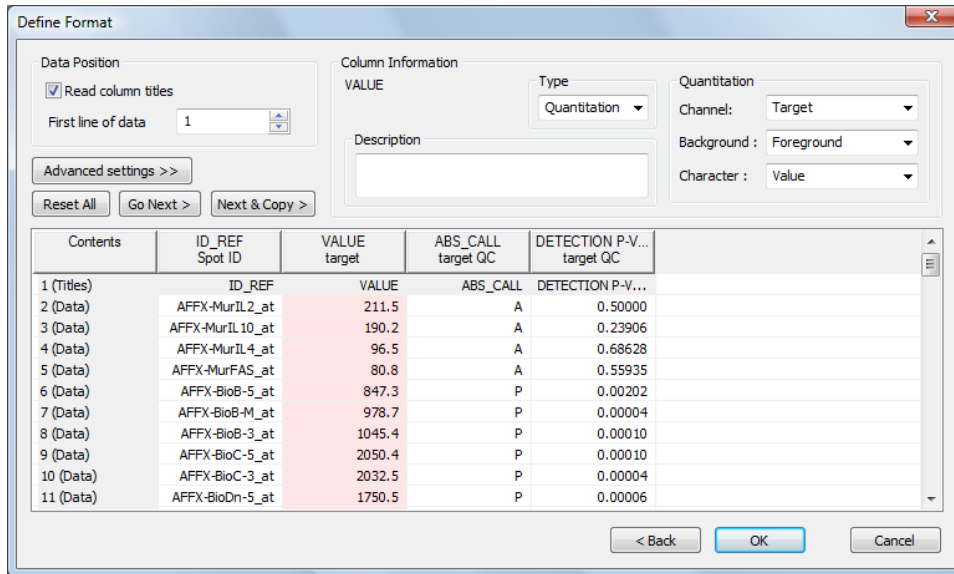 Define Format
Data Position
Read column titles
First line of data 1
Advanced settings >>
Reset All Go Next > Next & Copy >
Column Information
VALUE
Type
Quantitation
Description
Quantitation
Channel: Target
Background : Foreground
Character : Value
Contents ID_REF VALUE ABS_CALL DETECTION P-V...
Spot ID target target QC target QC
1 (Titles) ID_REF VALUE ABS_CALL DETECTION P-V...
2 (Data) AFFX-MurIL2_at 211.5 A 0.50000
3 (Data) AFFX-MurIL10_at 190.2 A 0.23906
4 (Data) AFFX-MurIL4_at 96.5 A 0.68628
5 (Data) AFFX-MurFAS_at 80.8 A 0.55935
6 (Data) AFFX-BioB-5_at 847.3 P 0.00202
7 (Data) AFFX-BioB-M_at 978.7 P 0.00004
8 (Data) AFFX-BioB-3_at 1045.4 P 0.00010
9 (Data) AFFX-BioC-5_at 2050.4 P 0.00010
10 (Data) AFFX-BioC-3_at 2032.5 P 0.00004
11 (Data) AFFX-BioDn-5_at 1750.5 P 0.00006
< Back OK Cancel